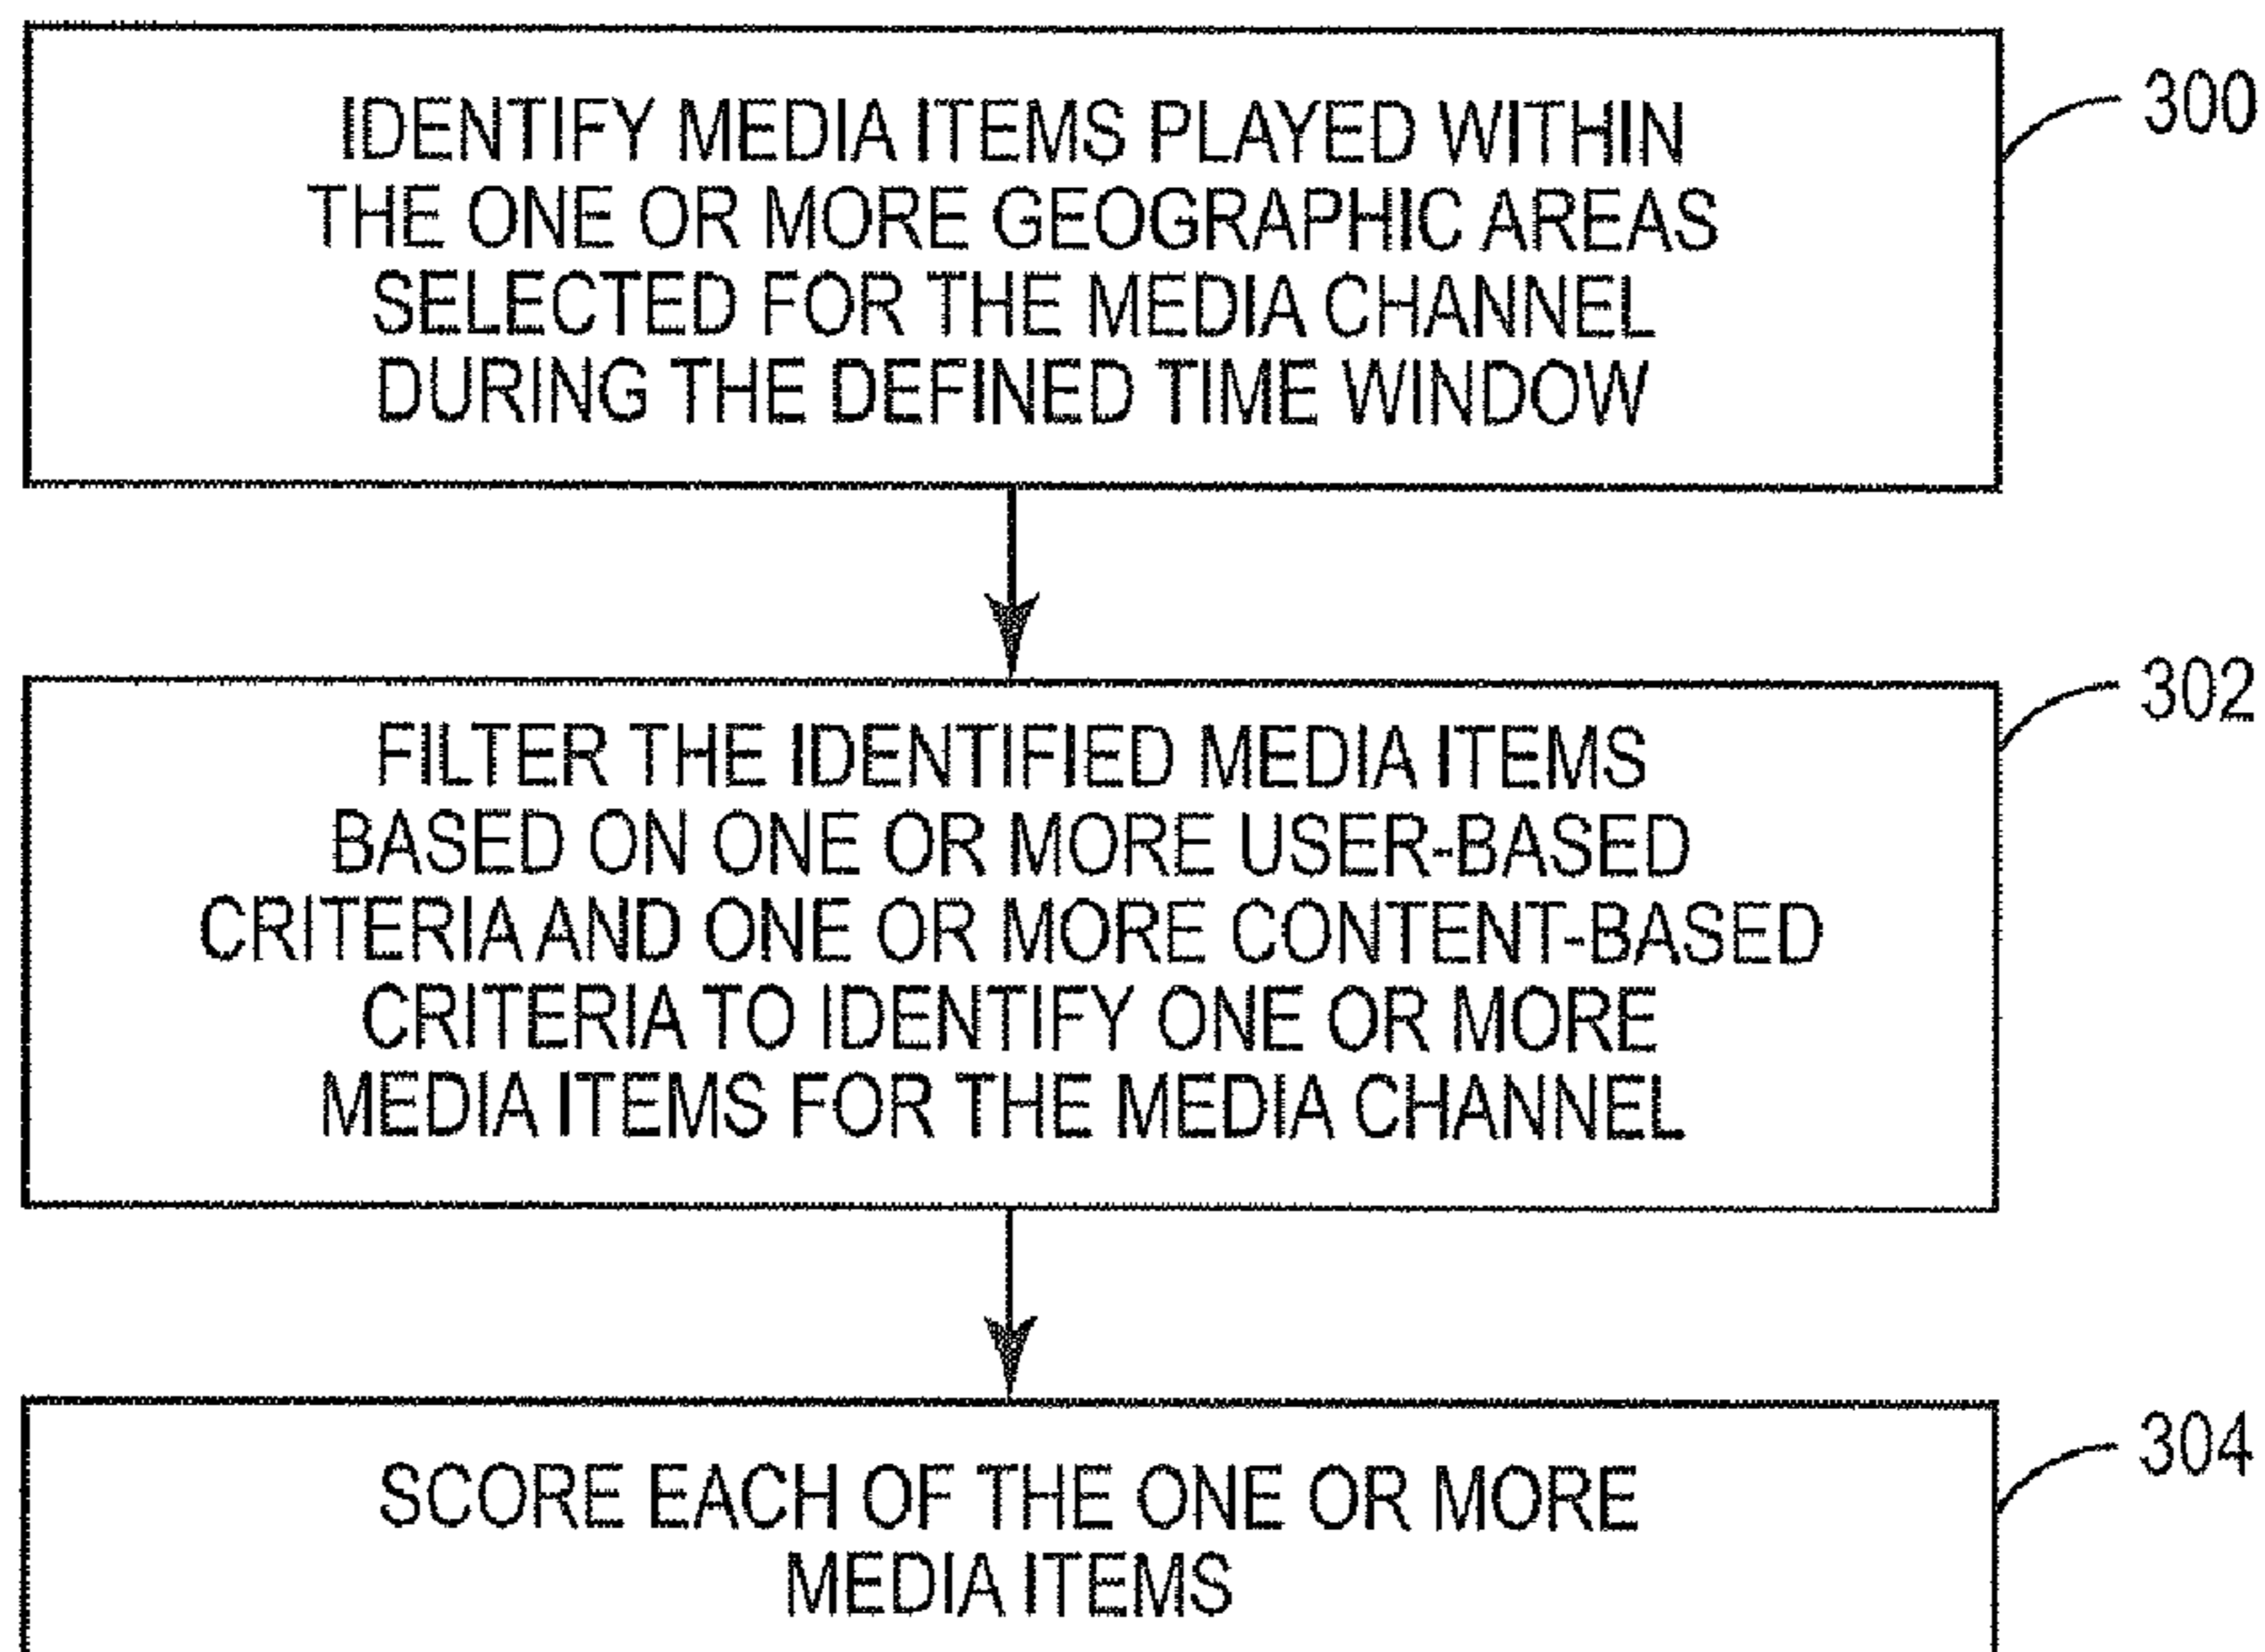 IDENTIFY MEDIA ITEMS PLAYED WITHIN
THE ONE OR MORE GEOGRAPHIC AREAS
SELECTED FOR THE MEDIA CHANNEL
DURING THE DEFINED TIME WINDOW
300
FILTER THE IDENTIFIED MEDIA ITEMS
BASED ON ONE OR MORE USER-BASED
CRITERIA AND ONE OR MORE CONTENT-BASED
CRITERIA TO IDENTIFY ONE OR MORE
MEDIA ITEMS FOR THE MEDIA CHANNEL
302
SCORE EACH OF THE ONE OR MORE
MEDIA ITEMS
304